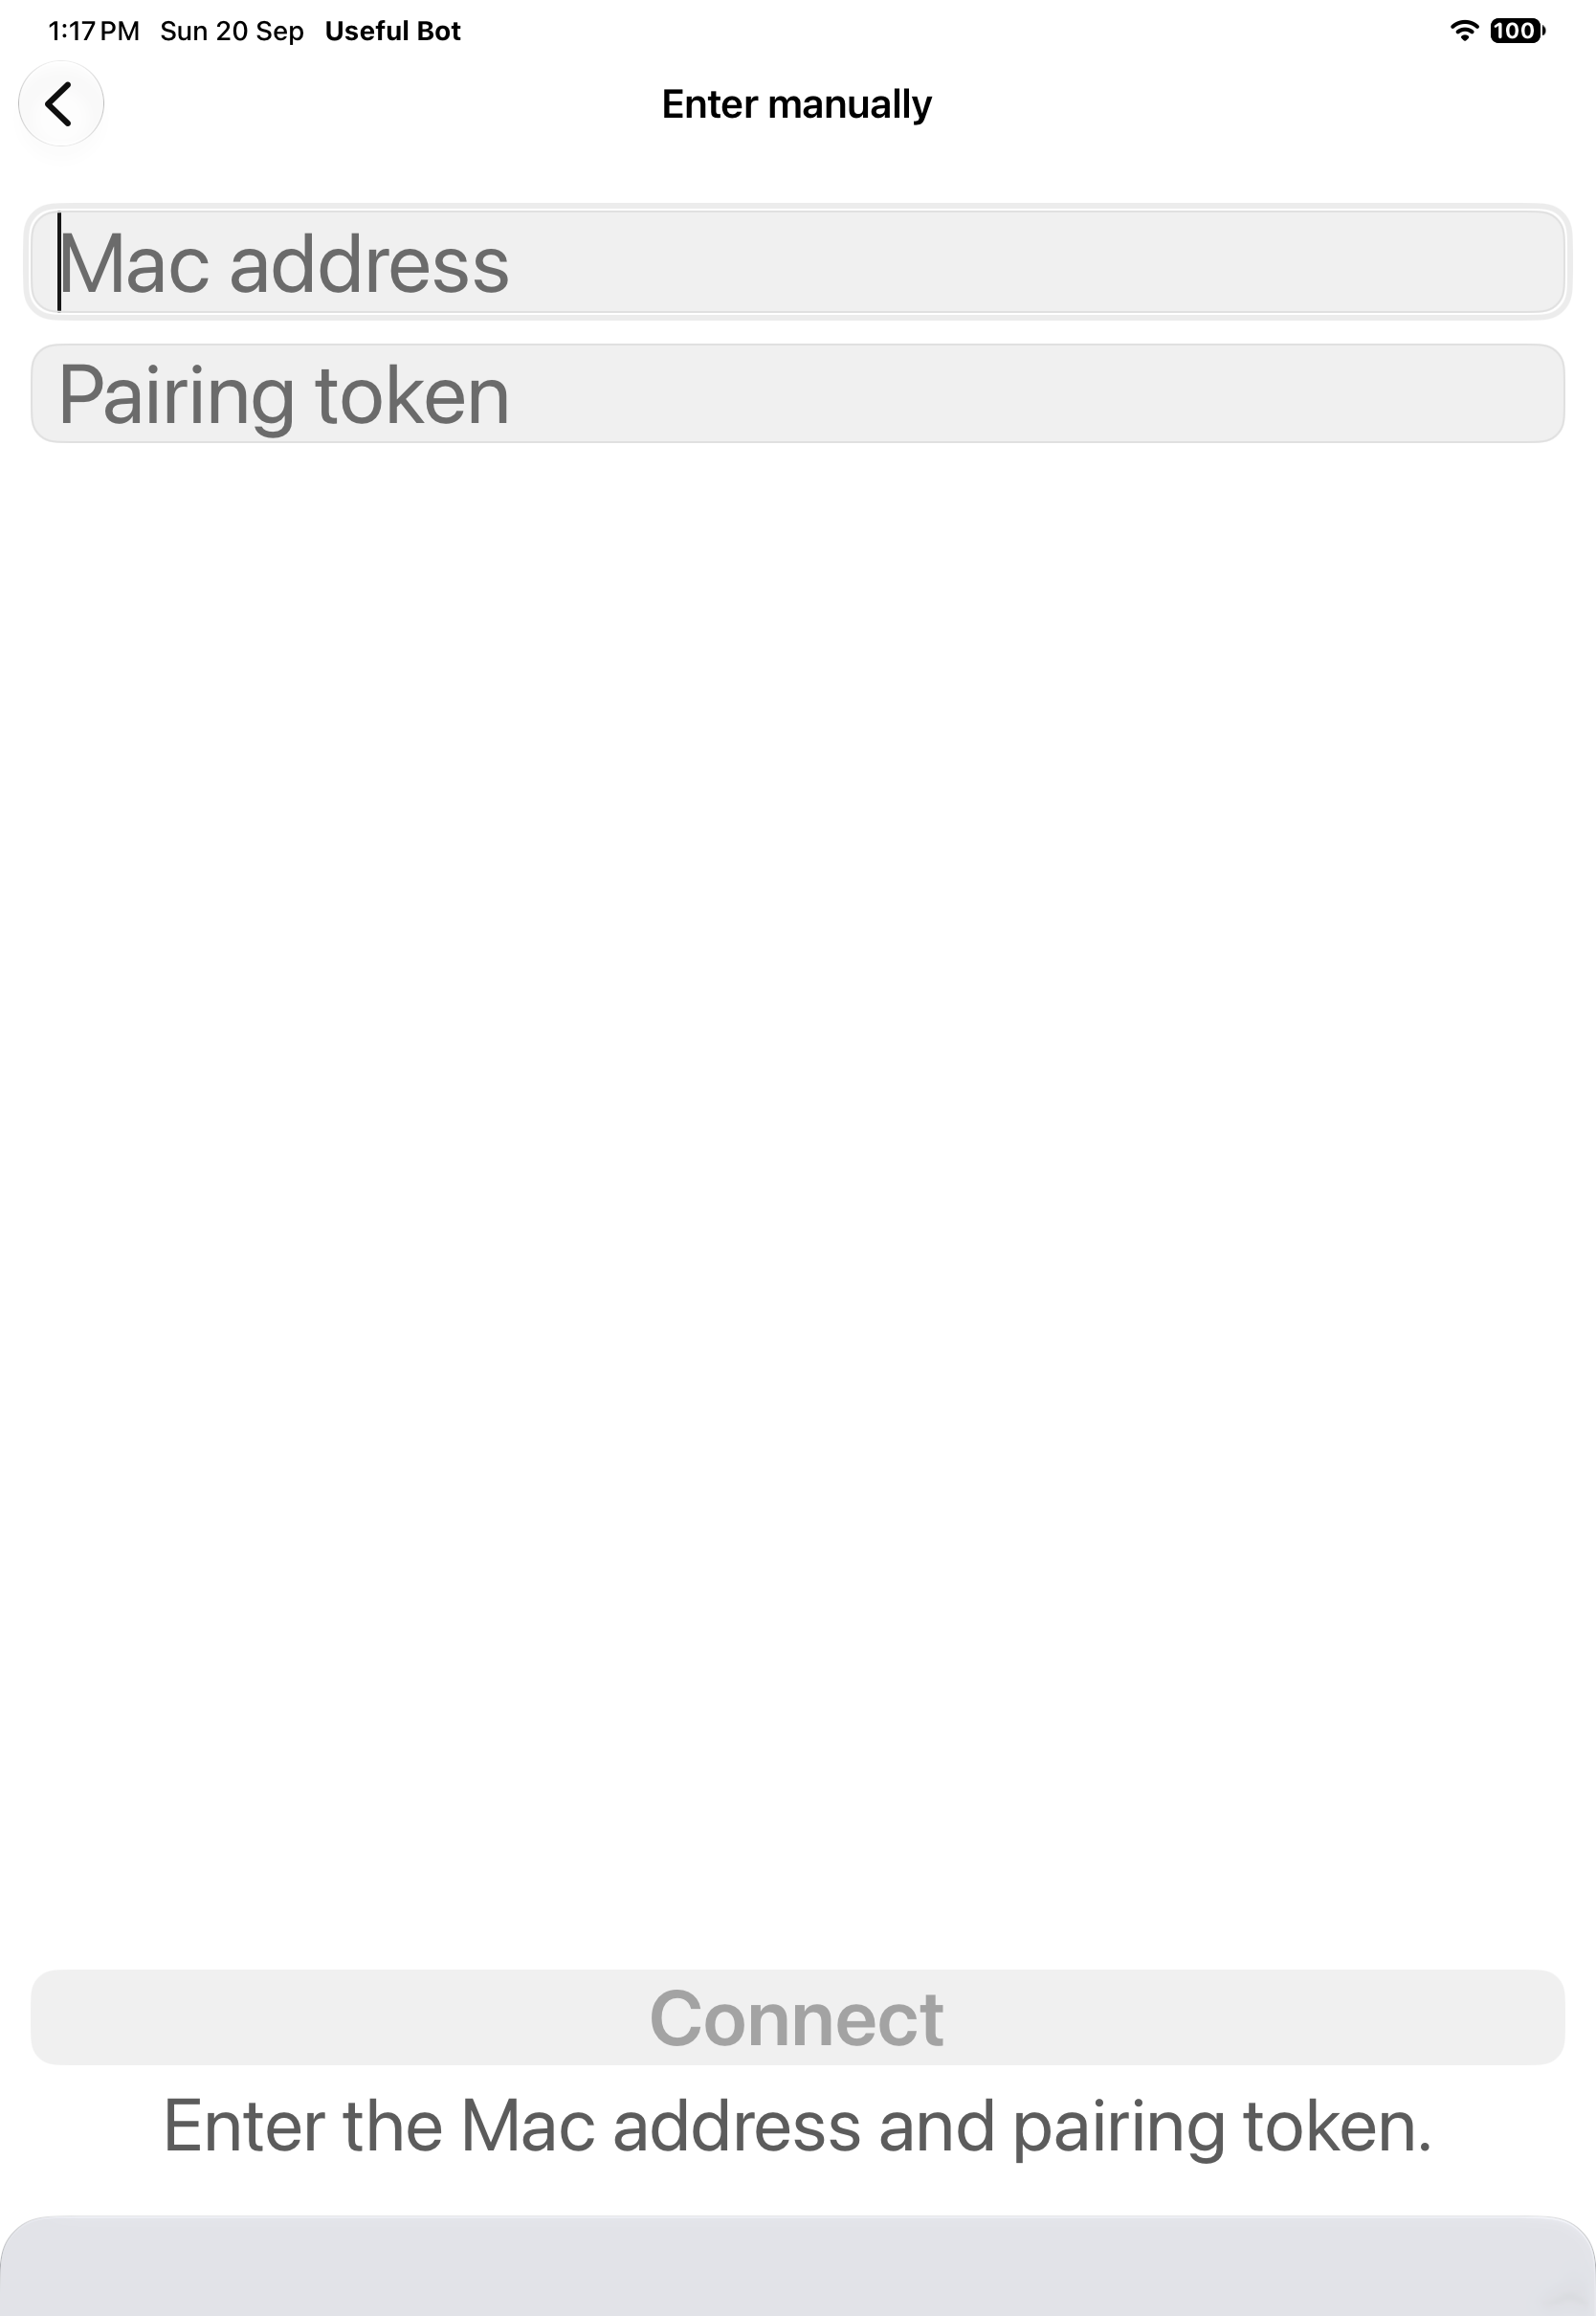 1:17 PM Sun 20 Sep Useful Bot 100
Enter manually
Mac address
Pairing token
Connect
Enter the Mac address and pairing token.